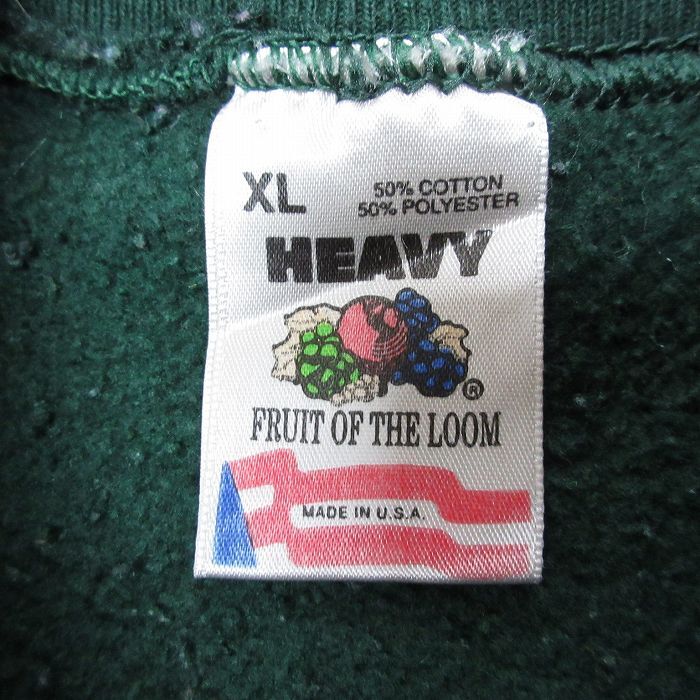 XL
50% COTTON
50% POLYESTER
HEAVY
®
FRUIT OF THE LOOM
MADE IN U.S.A.